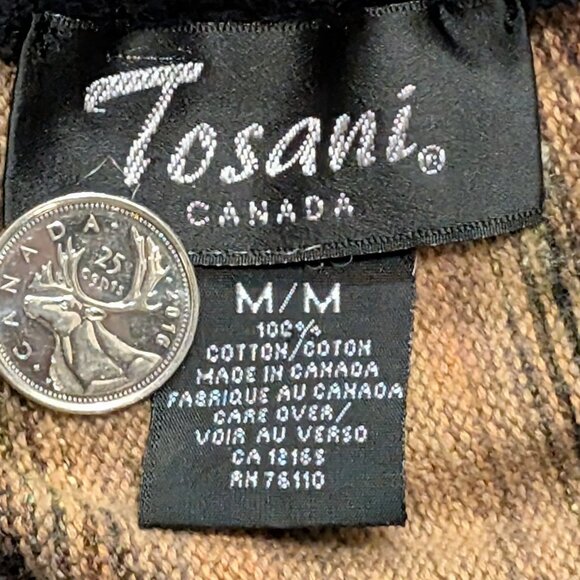 Tosani®
CANADA
CANADA
25
cents
2016
M/M
100%
COTTON/COTON
MADE IN CANADA
FABRIQUE AU CANADA
CARE OVER/
VOIR AU VERSO
CA 12165
RN 76110